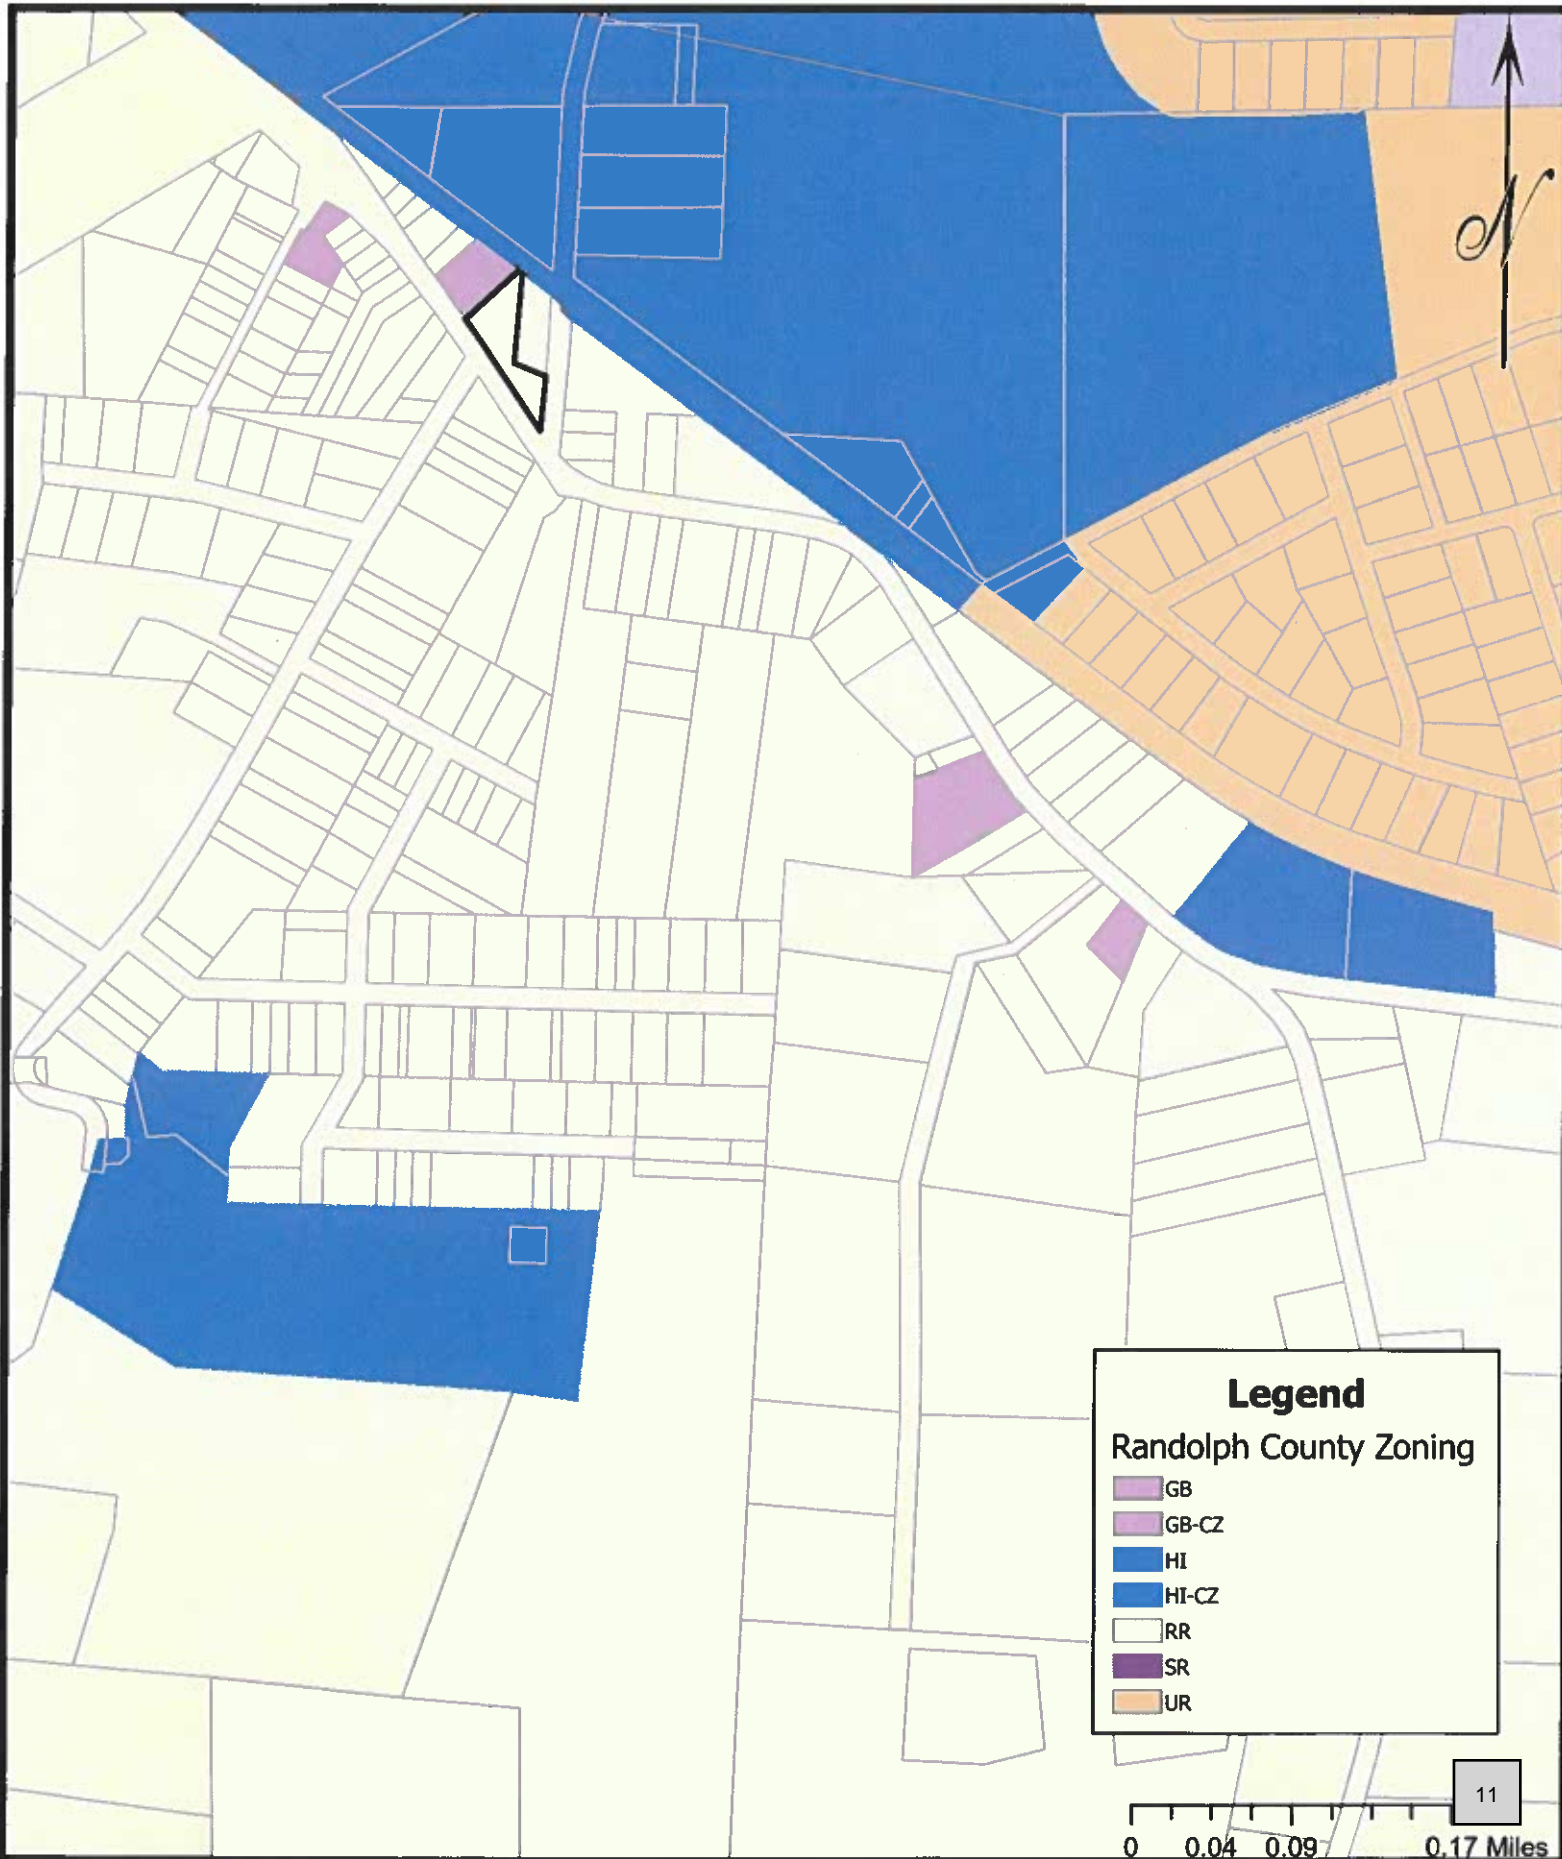 N
Legend
Randolph County Zoning
GB
GB-CZ
HI
HI-CZ
RR
SR
UR
11
0 0.04 0.09 0.17 Miles